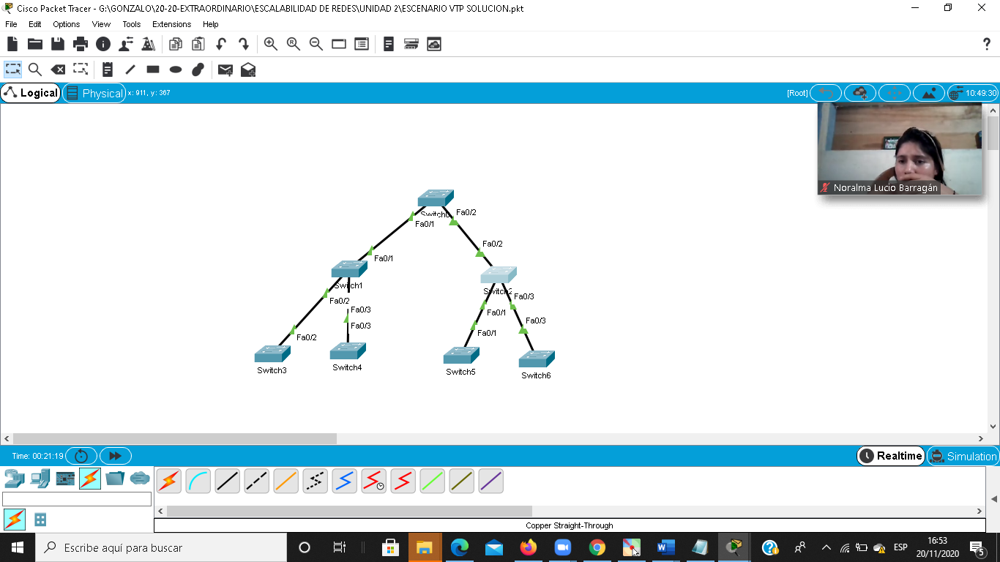 Cisco Packet Tracer - G:\GONZALO\20-20-EXTRAORDINARIO\ESCALABILIDAD DE REDES\UNIDAD 2\ESCENARIO VTP SOLUCION.pkt
File Edit Options View Tools Extensions Help
Logical Physical x: 911, y: 367 [Root] 10:49:30
Noralma Lucio Barragán
Switch0 Fa0/2
Fa0/1
Fa0/2
Fa0/1
Switch1
Switch2
Fa0/3
Fa0/2
Fa0/3
Fa0/1
Fa0/3
Fa0/3
Fa0/1
Fa0/2
Switch3
Switch4
Switch5
Switch6
Time: 00:21:19
Realtime Simulation
Copper Straight-Through
Escribe aquí para buscar
ESP
16:53
20/11/2020
5